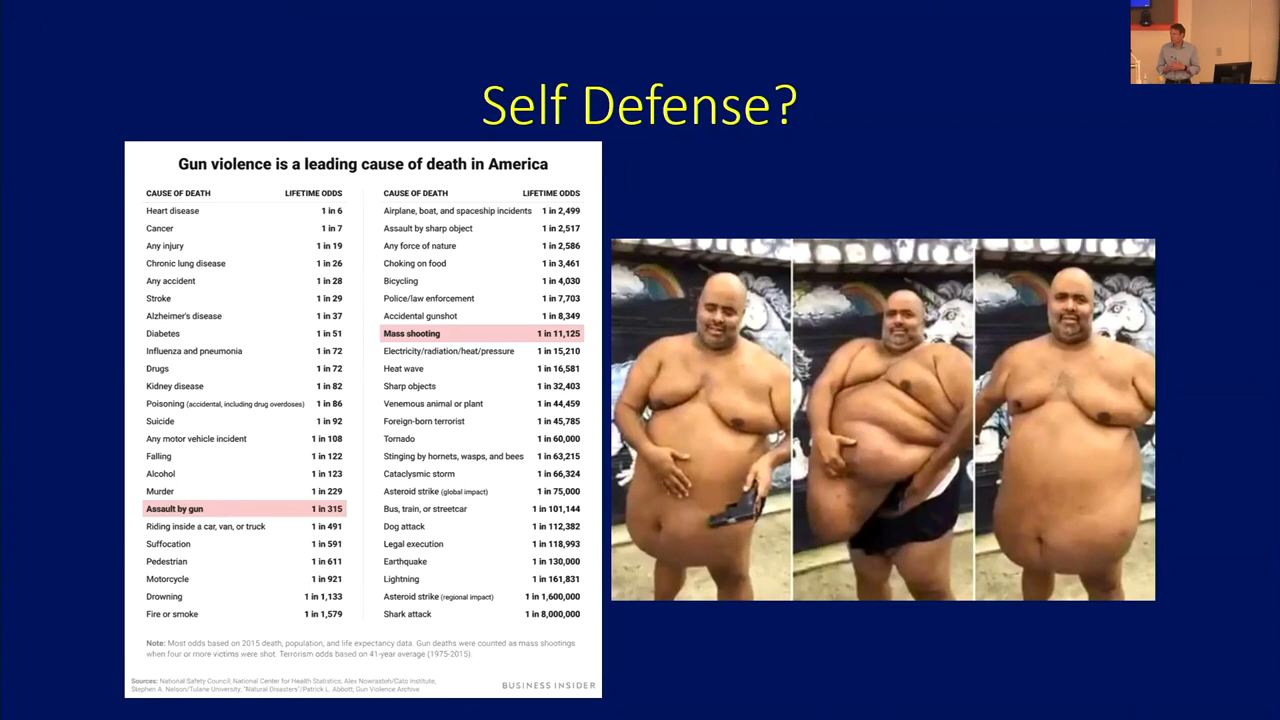 Self Defense?
Gun violence is a leading cause of death in America
CAUSE OF DEATH LIFETIME ODDS
Heart disease 1 in 6
Cancer 1 in 7
Any injury 1 in 19
Chronic lung disease 1 in 26
Any accident 1 in 28
Stroke 1 in 29
Alzheimer's disease 1 in 37
Diabetes 1 in 51
Influenza and pneumonia 1 in 72
Drugs 1 in 72
Kidney disease 1 in 82
Poisoning (accidental, including drug overdoses) 1 in 86
Suicide 1 in 92
Any motor vehicle incident 1 in 108
Falling 1 in 122
Alcohol 1 in 123
Murder 1 in 229
Assault by gun 1 in 315
Riding inside a car, van, or truck 1 in 491
Suffocation 1 in 591
Pedestrian 1 in 611
Motorcycle 1 in 921
Drowning 1 in 1,133
Fire or smoke 1 in 1,579
CAUSE OF DEATH LIFETIME ODDS
Airplane, boat, and spaceship incidents 1 in 2,499
Assault by sharp object 1 in 2,517
Any force of nature 1 in 2,586
Choking on food 1 in 3,461
Bicycling 1 in 4,030
Police/law enforcement 1 in 7,703
Accidental gunshot 1 in 8,349
Mass shooting 1 in 11,125
Electricity/radiation/heat/pressure 1 in 15,210
Heat wave 1 in 16,581
Sharp objects 1 in 32,403
Venemous animal or plant 1 in 44,459
Foreign-born terrorist 1 in 45,785
Tornado 1 in 60,000
Stinging by hornets, wasps, and bees 1 in 63,215
Cataclysmic storm 1 in 66,324
Asteroid strike (global impact) 1 in 75,000
Bus, train, or streetcar 1 in 101,144
Dog attack 1 in 112,382
Legal execution 1 in 118,993
Earthquake 1 in 130,000
Lightning 1 in 161,831
Asteroid strike (regional impact) 1 in 1,600,000
Shark attack 1 in 8,000,000
Note: Most odds based on 2015 death, population, and life expectancy data. Gun deaths were counted as mass shootings
when four or more victims were shot. Terrorism odds based on 41-year average (1975-2015).
Sources: National Safety Council; National Center for Health Statistics; Alex Nowrasteh/Cato Institute;
Stephen A. Nelson/Tulane University; "Natural Disasters"/Patrick L. Abbott, Gun Violence Archive
BUSINESS INSIDER